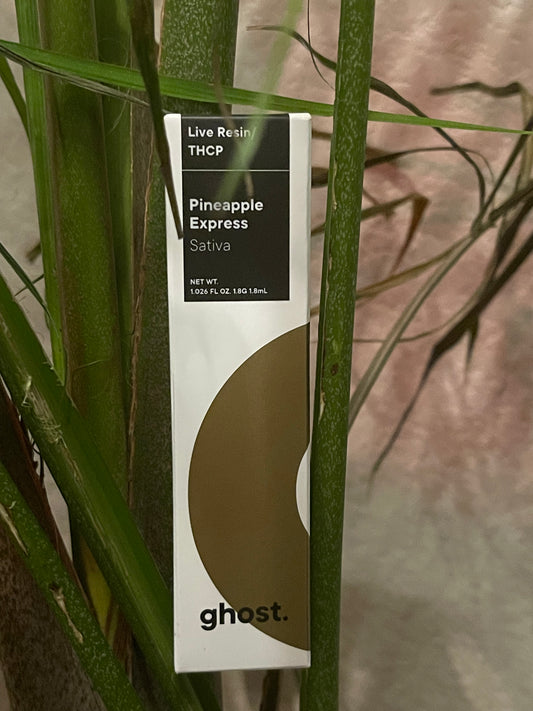 Live Resin/
THCP
Pineapple
Express
Sativa
NET WT.
1.026 FL OZ. 1.8G 1.8mL
ghost.